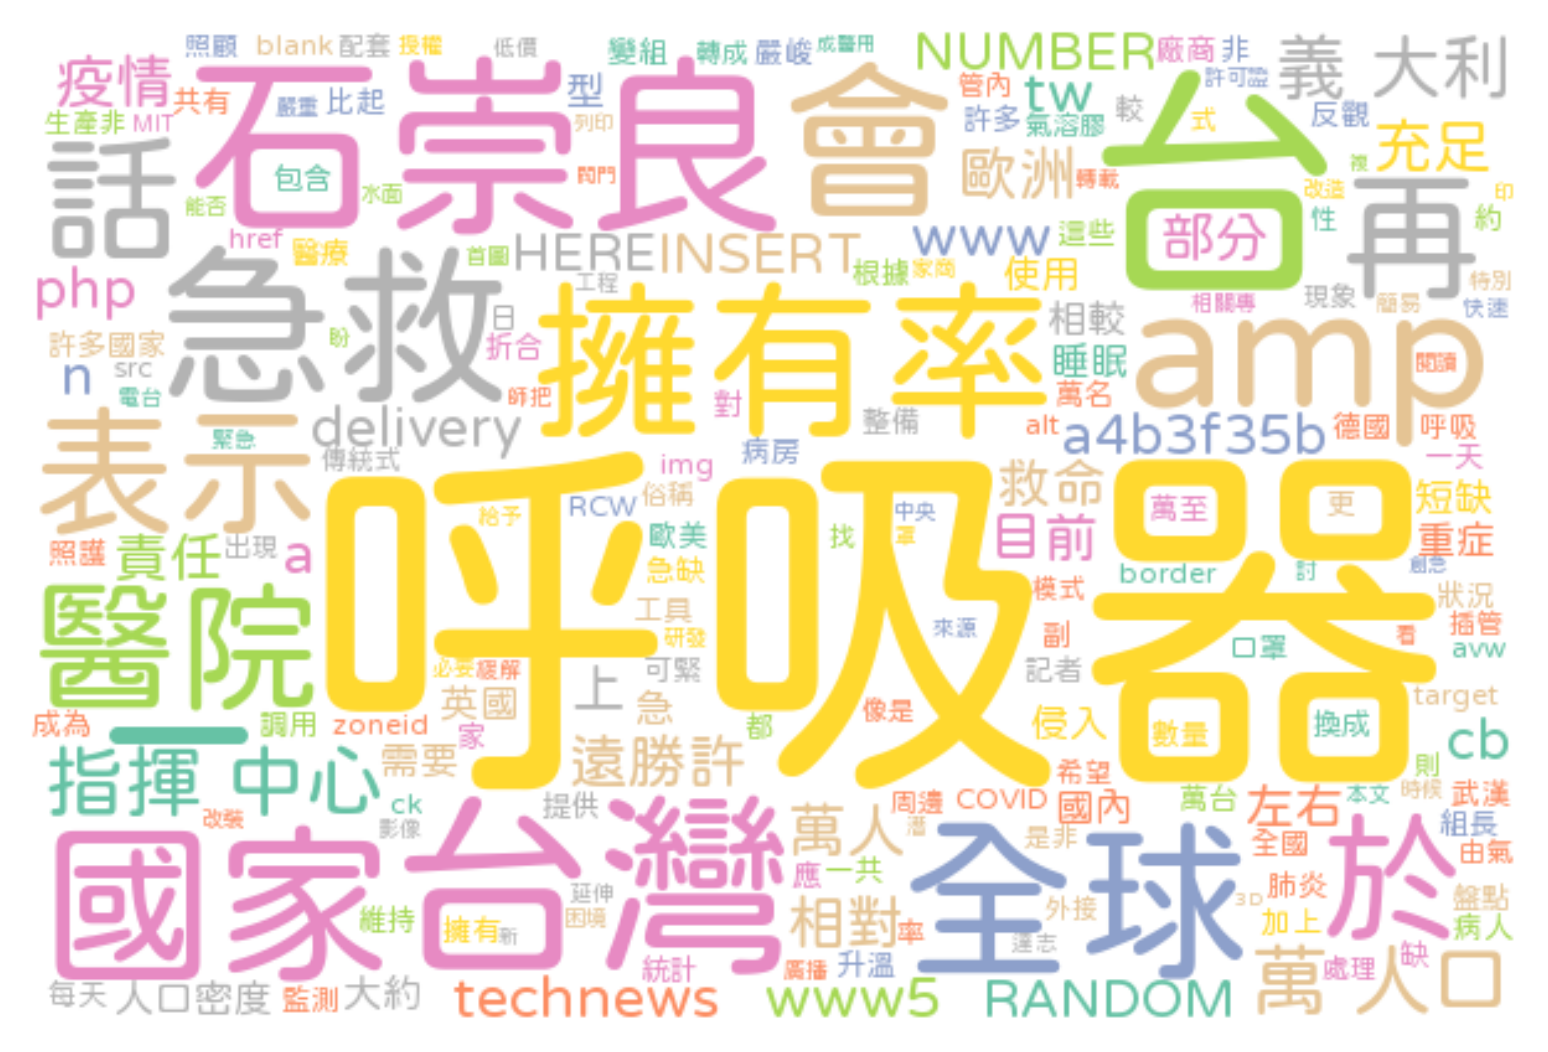 照顧 blank 配套 授權 低價 變組 轉成 嚴峻 成醫用 NUMBER 廠商 非 義 大利
疫情 共有 嚴重 比起 型 列印 管內 tw 較 許可證 式 反觀 充足
生產非 MIT 石崇良 會 許多 氣溶膠 台
話 包含 水面 閥門 歐洲 轉載 複 改造 印
能否 href 醫療 首圖 HERE INSERT www 這些 部分 性 再 約
php 急救 日 工程 根據 家商 使用 相關專 現象 簡易 特別 快速
許多國家 盼 折合 擁有率 相較 amp
n src 電台 師把 對 睡眠 萬名 閱讀
表示 緊急 delivery 整備 alt a4b3f35b 德國 呼吸
傳統式 img 病房 救命 一天
呼吸器 RCW 俗稱 給予 中央 萬至 更 短缺
照護 責任 出現 a 歐美 找 罩 目前 重症
急缺 border 討 創念
醫院 工具 模式 狀況
研發 來源 副 口罩 看 插管 avw
必要 緩解 可緊 記者
成為 調用 zoneid 英國 上 急 都 像是 侵入 數量 換成 target
一 指揮 中心 需要 家 遠勝許 希望 則 cb
改裝 ck 影像 提供 萬人 潛 周邊 COVID 國內 萬台 左右 本文 時候 武漢
國家 台灣 應 一共 全球 是非 全國 於 組長 由氣
維持 擁有 新 延伸 困境 相對 率 外接 3D 肺炎 盤點
達志 加上 病人
每天 人口密度 監測 大約 統計 廣播 升溫 萬人口 處理 缺
technews www5 RANDOM